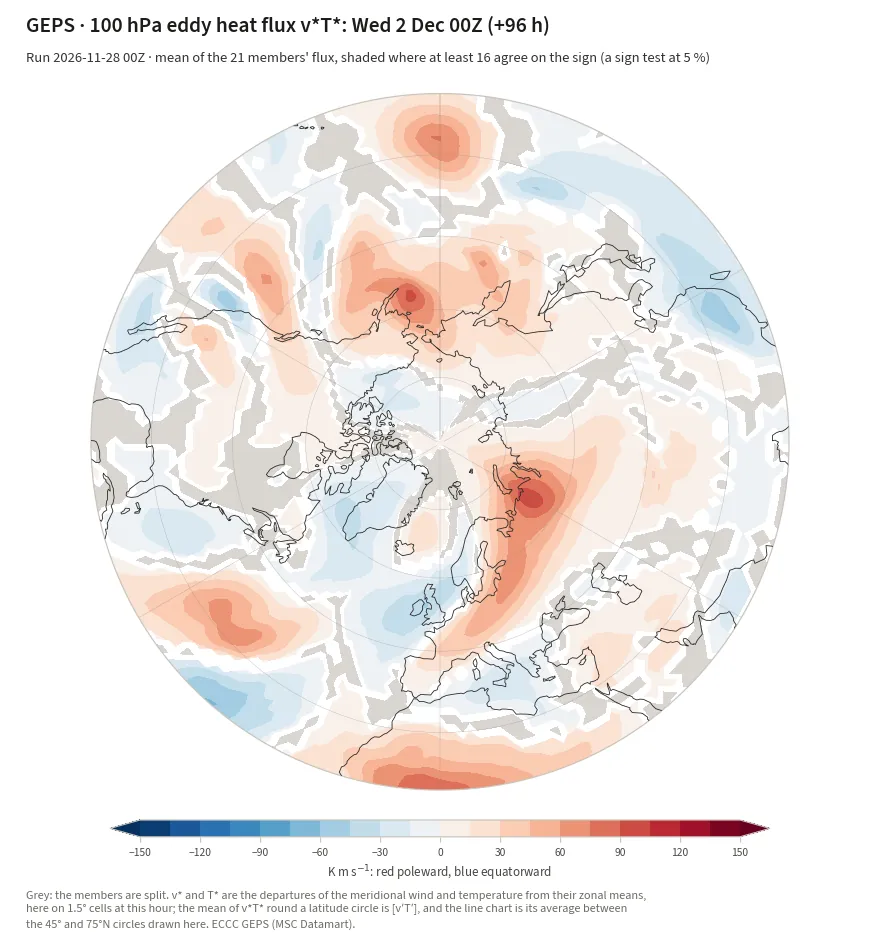 GEPS · 100 hPa eddy heat flux v*T*: Wed 2 Dec 00Z (+96 h)
Run 2026-11-28 00Z · mean of the 21 members' flux, shaded where at least 16 agree on the sign (a sign test at 5 %)
−150 −120 −90 −60 −30 0 30 60 90 120 150
K m s⁻¹: red poleward, blue equatorward
Grey: the members are split. v* and T* are the departures of the meridional wind and temperature from their zonal means,
here on 1.5° cells at this hour; the mean of v*T* round a latitude circle is [v'T'], and the line chart is its average between
the 45° and 75°N circles drawn here. ECCC GEPS (MSC Datamart).